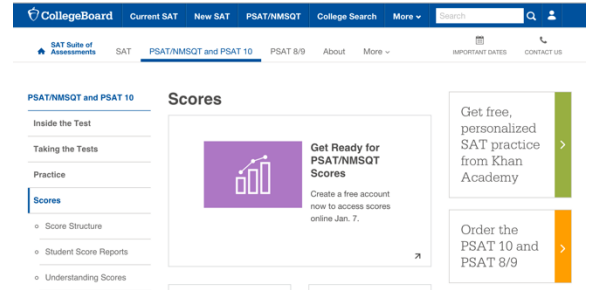 CollegeBoard Current SAT New SAT PSAT/NMSQT College Search More Search
SAT Suite of
Assessments SAT PSAT/NMSQT and PSAT 10 PSAT 8/9 About More
IMPORTANT DATES CONTACT US
PSAT/NMSQT and PSAT 10
Inside the Test
Taking the Tests
Practice
Scores
Score Structure
Student Score Reports
Understanding Scores
Scores
Get Ready for
PSAT/NMSQT
Scores
Create a free account
now to access scores
online Jan. 7.
Get free,
personalized
SAT practice
from Khan
Academy
Order the
PSAT 10 and
PSAT 8/9